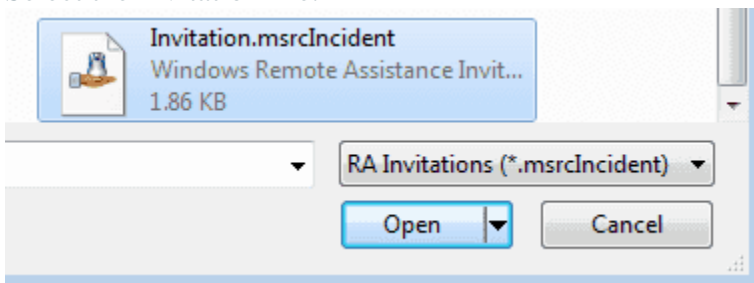 Invitation.msrcIncident
Windows Remote Assistance Invit...
1.86 KB
RA Invitations (*.msrcIncident)
Open
Cancel